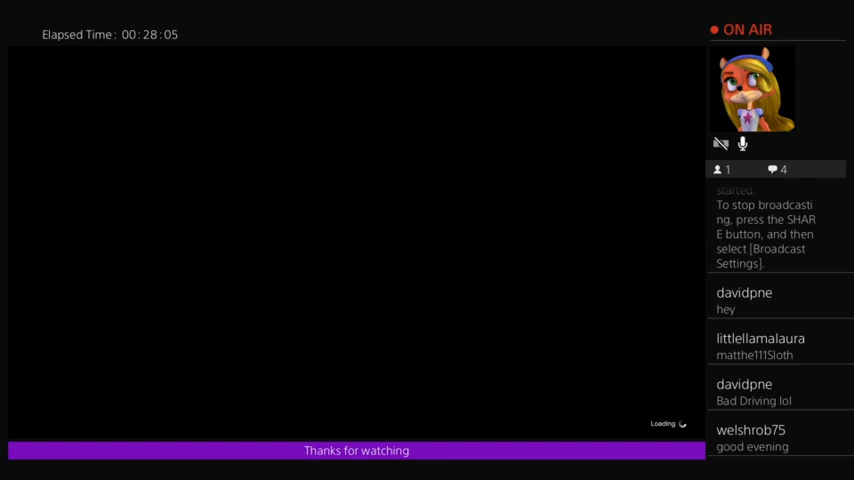 Elapsed Time: 00:28:05
ON AIR
1 4
started.
To stop broadcasti
ng, press the SHAR
E button, and then
select [Broadcast
Settings].
davidpne
hey
littlellamalaura
matthe111Sloth
davidpne
Bad Driving lol
welshrob75
good evening
Loading
Thanks for watching